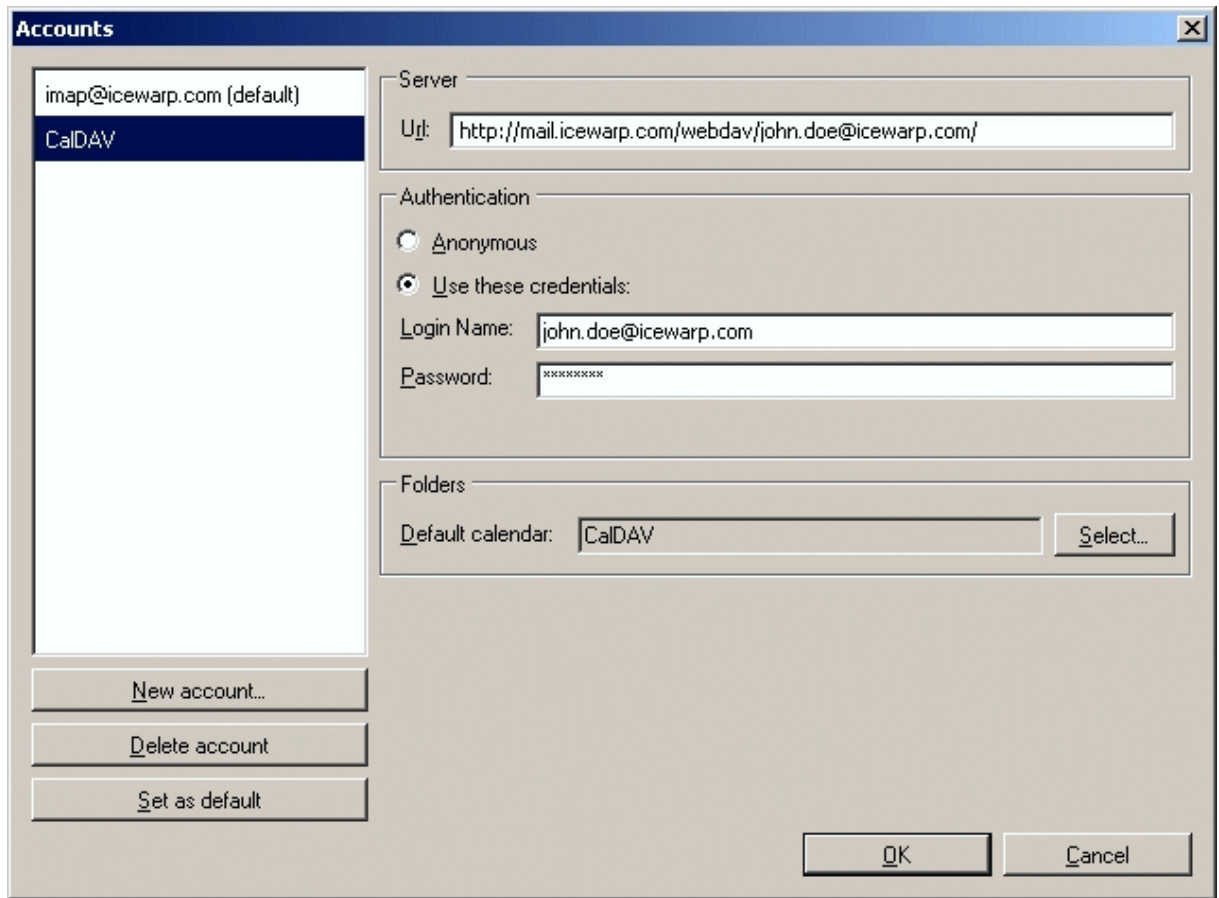 Accounts
imap@icewarp.com (default)
CalDAV
New account...
Delete account
Set as default
Server
Url: http://mail.icewarp.com/webdav/john.doe@icewarp.com/
Authentication
Anonymous
Use these credentials:
Login Name: john.doe@icewarp.com
Password: ********
Folders
Default calendar: CalDAV Select...
OK Cancel